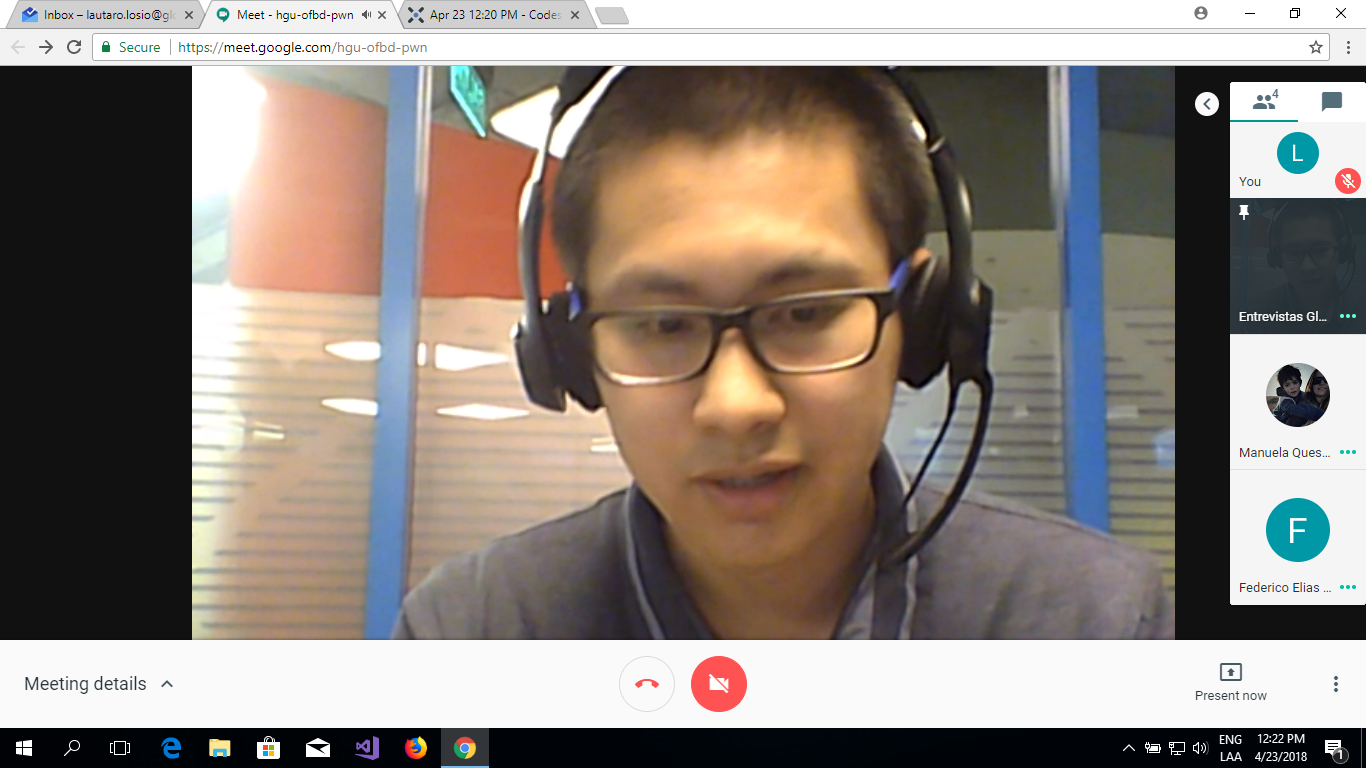 Inbox – lautaro.losio@glo
Meet - hgu-ofbd-pwn
Apr 23 12:20 PM - Codes
Secure
https://meet.google.com/hgu-ofbd-pwn
4
L
You
Entrevistas Gl...
Manuela Ques...
F
Federico Elias ...
Meeting details
Present now
ENG
LAA
12:22 PM
4/23/2018
1